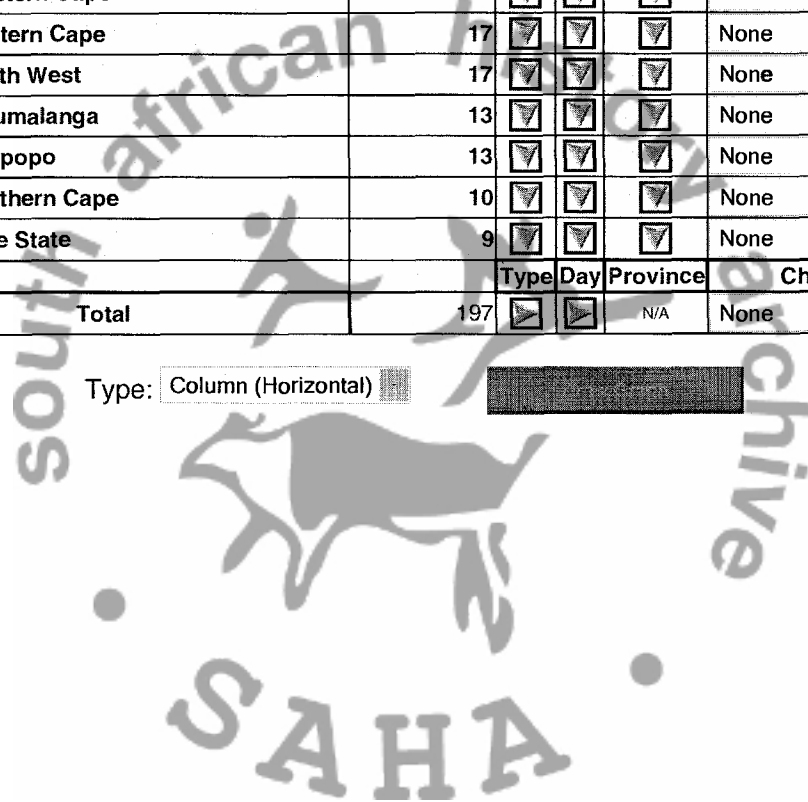 tern Cape 17 None
th West 17 None
umalanga 13 None
popo 13 None
thern Cape 10 None
e State 9 None
Type Day Province Ch
Total 197 N/A None
Type: Column (Horizontal)
south african history archive
SAHA